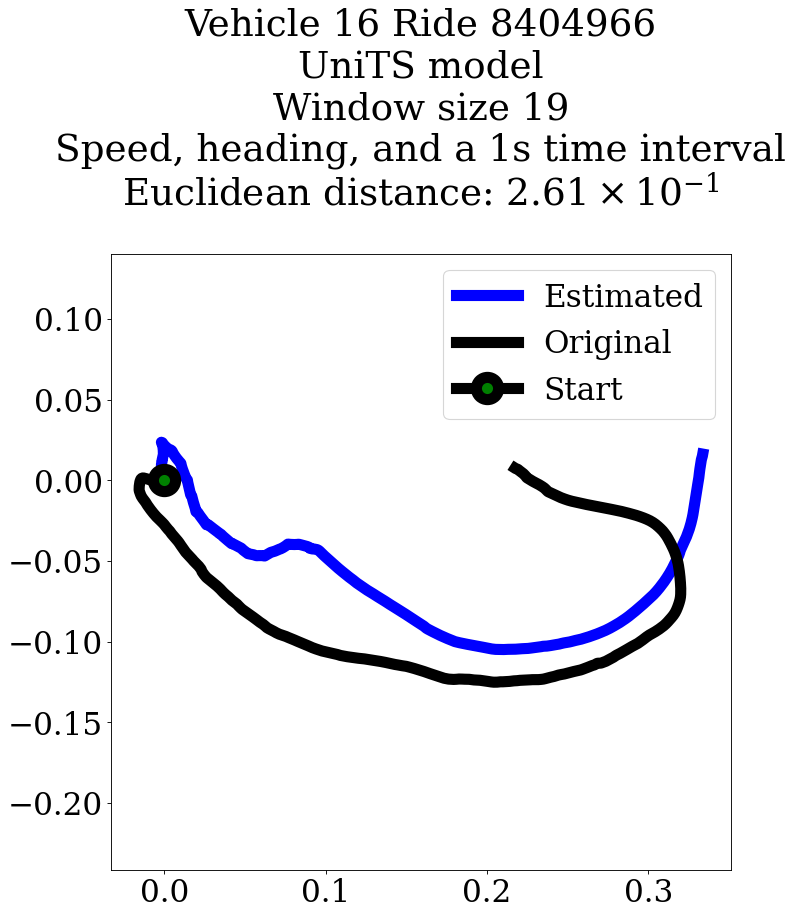 Vehicle 16 Ride 8404966
UniTS model
Window size 19
Speed, heading, and a 1s time interval
Euclidean distance: 2.61 × 10⁻¹
Estimated
Original
Start
0.10
0.05
0.00
−0.05
−0.10
−0.15
−0.20
0.0 0.1 0.2 0.3